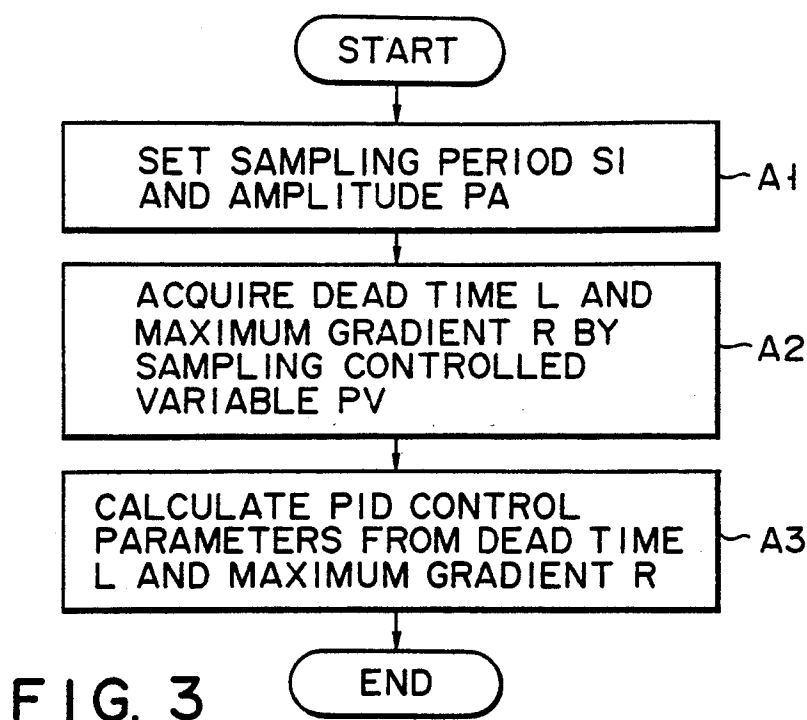 START
SET SAMPLING PERIOD SI
AND AMPLITUDE PA
A1
ACQUIRE DEAD TIME L AND
MAXIMUM GRADIENT R BY
SAMPLING CONTROLLED
VARIABLE PV
A2
CALCULATE PID CONTROL
PARAMETERS FROM DEAD TIME
L AND MAXIMUM GRADIENT R
A3
END
FIG. 3